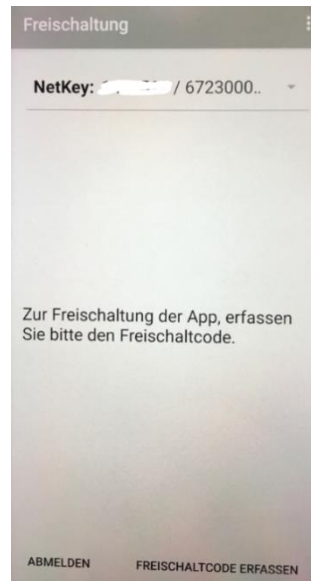 Freischaltung
NetKey: / 6723000..
Zur Freischaltung der App, erfassen
Sie bitte den Freischaltcode.
ABMELDEN FREISCHALTCODE ERFASSEN